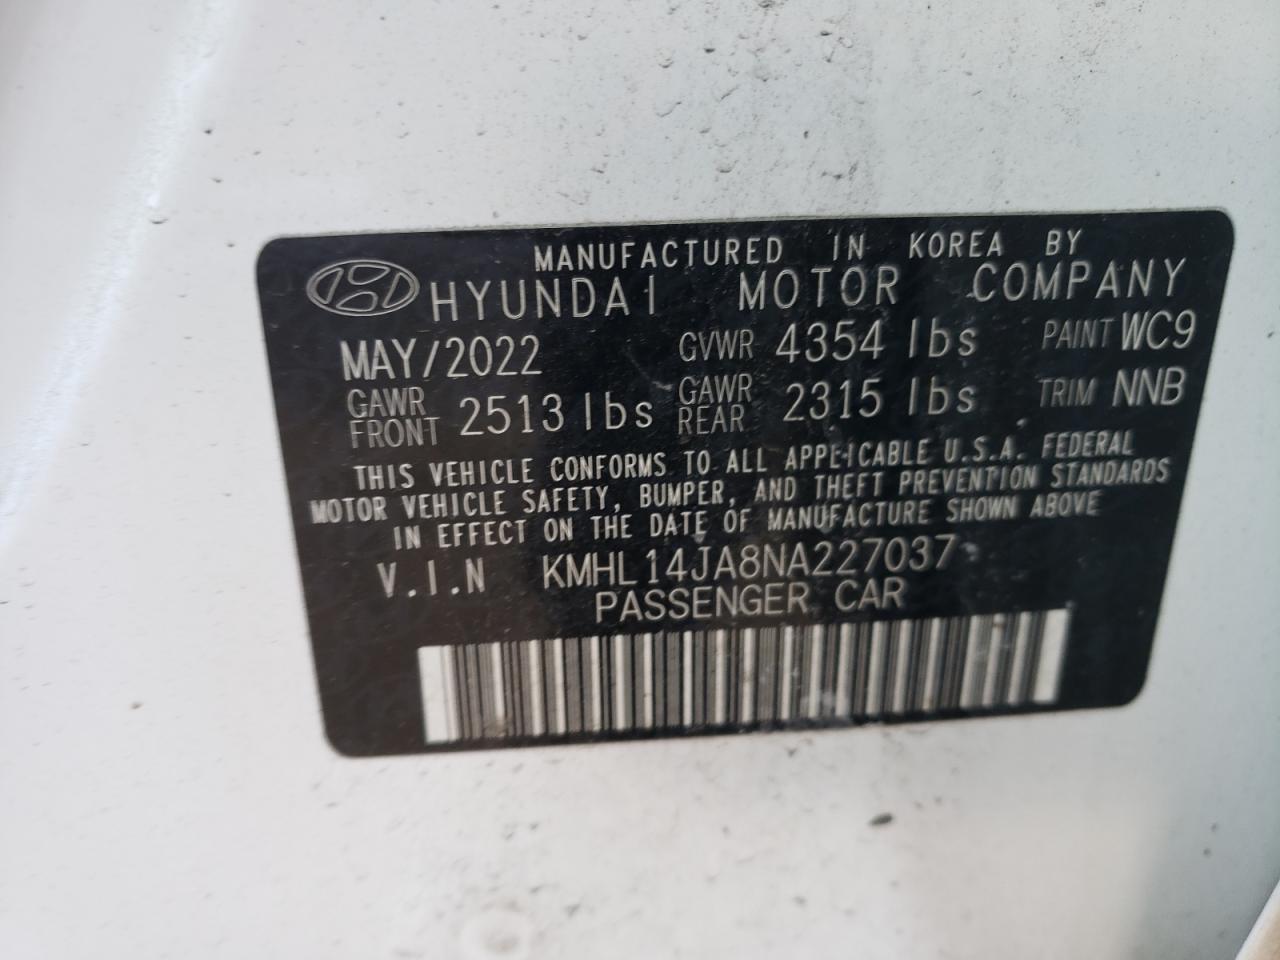 MANUFACTURED IN KOREA BY
HYUNDAI MOTOR COMPANY
MAY/2022 GVWR 4354 lbs PAINT WC9
GAWR FRONT 2513 lbs GAWR REAR 2315 lbs TRIM NNB
THIS VEHICLE CONFORMS TO ALL APPLICABLE U.S.A. FEDERAL
MOTOR VEHICLE SAFETY, BUMPER, AND THEFT PREVENTION STANDARDS
IN EFFECT ON THE DATE OF MANUFACTURE SHOWN ABOVE
V.I.N KMHL14JA8NA227037
PASSENGER CAR